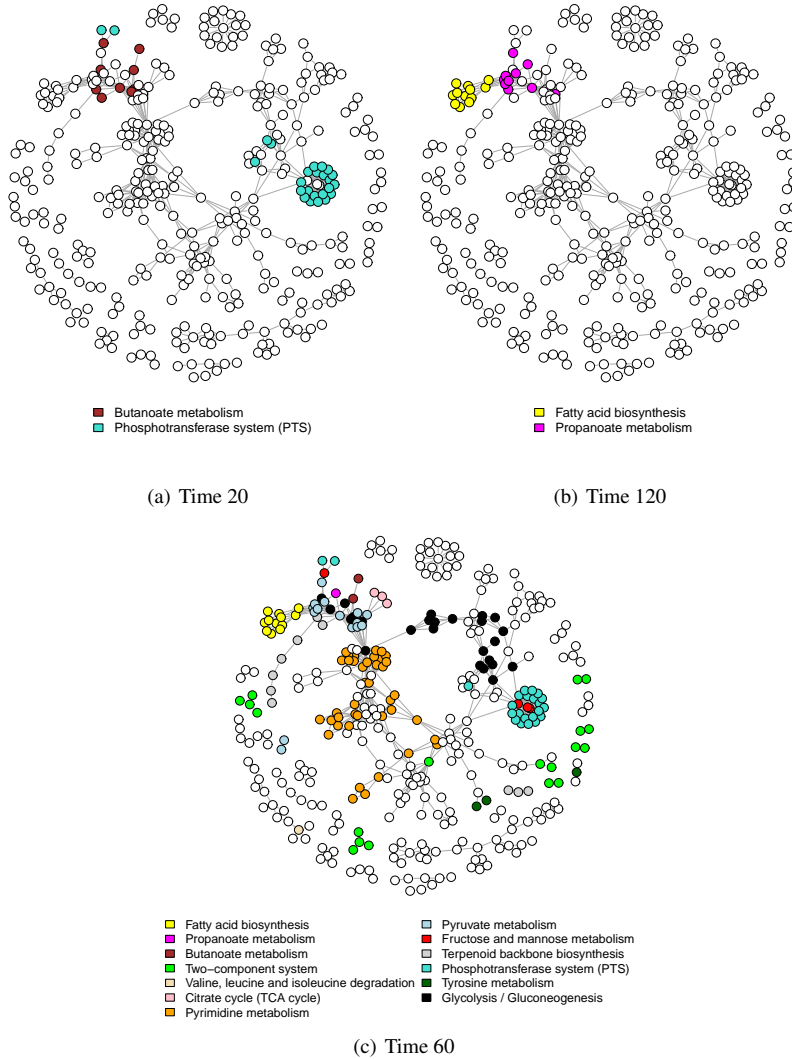 Butanoate metabolism
Phosphotransferase system (PTS)
(a) Time 20
Fatty acid biosynthesis
Propanoate metabolism
(b) Time 120
Fatty acid biosynthesis
Propanoate metabolism
Butanoate metabolism
Two−component system
Valine, leucine and isoleucine degradation
Citrate cycle (TCA cycle)
Pyrimidine metabolism
Pyruvate metabolism
Fructose and mannose metabolism
Terpenoid backbone biosynthesis
Phosphotransferase system (PTS)
Tyrosine metabolism
Glycolysis / Gluconeogenesis
(c) Time 60